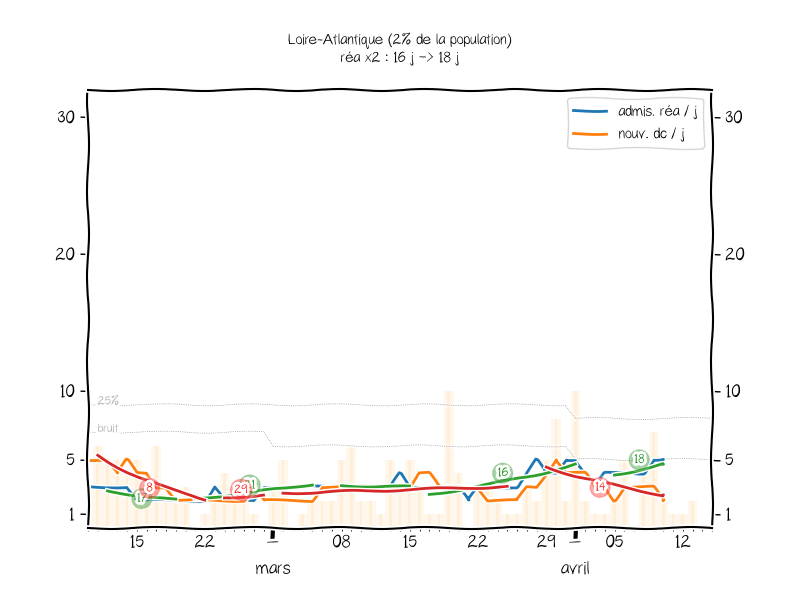 Loire-Atlantique (2% de la population)
réa x2 : 16 j -> 18 j
admis. réa / j
nouv. dc / j
30 30
20 20
10 10
25%
bruit
5 5
18
16
8 29 14
17
1 1
15 22 08 15 22 29 05 12
mars avril